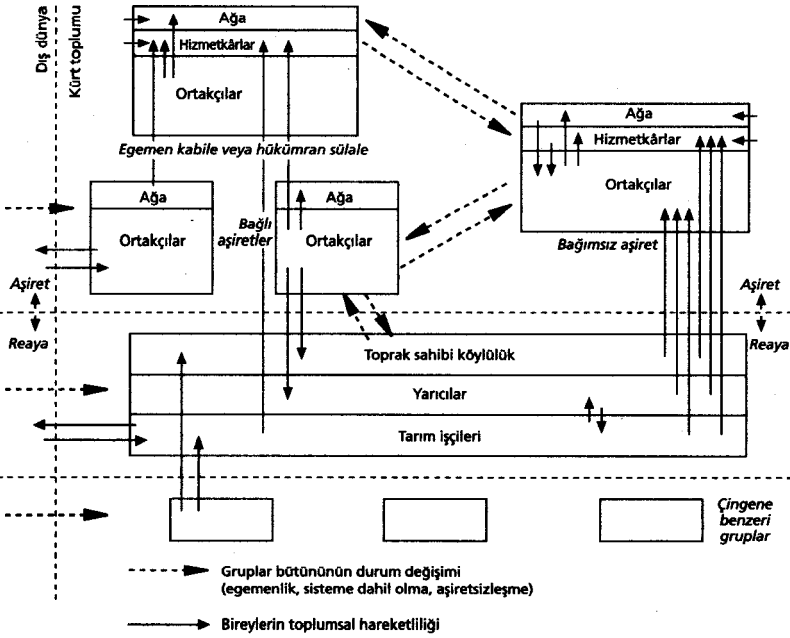 Dış dünya
Kürt toplumu
Ağa
Hizmetkârlar
Ortakçılar
Egemen kabile veya hükümran sülale
Ağa
Hizmetkârlar
Ortakçılar
Bağımsız aşiret
Ağa
Ortakçılar
Bağlı
aşiretler
Ağa
Ortakçılar
Aşiret
Reaya
Aşiret
Reaya
Toprak sahibi köylülük
Yarıcılar
Tarım işçileri
Çingene
benzeri
gruplar
Gruplar bütününün durum değişimi
(egemenlik, sisteme dahil olma, aşiretsizleşme)
Bireylerin toplumsal hareketliliği